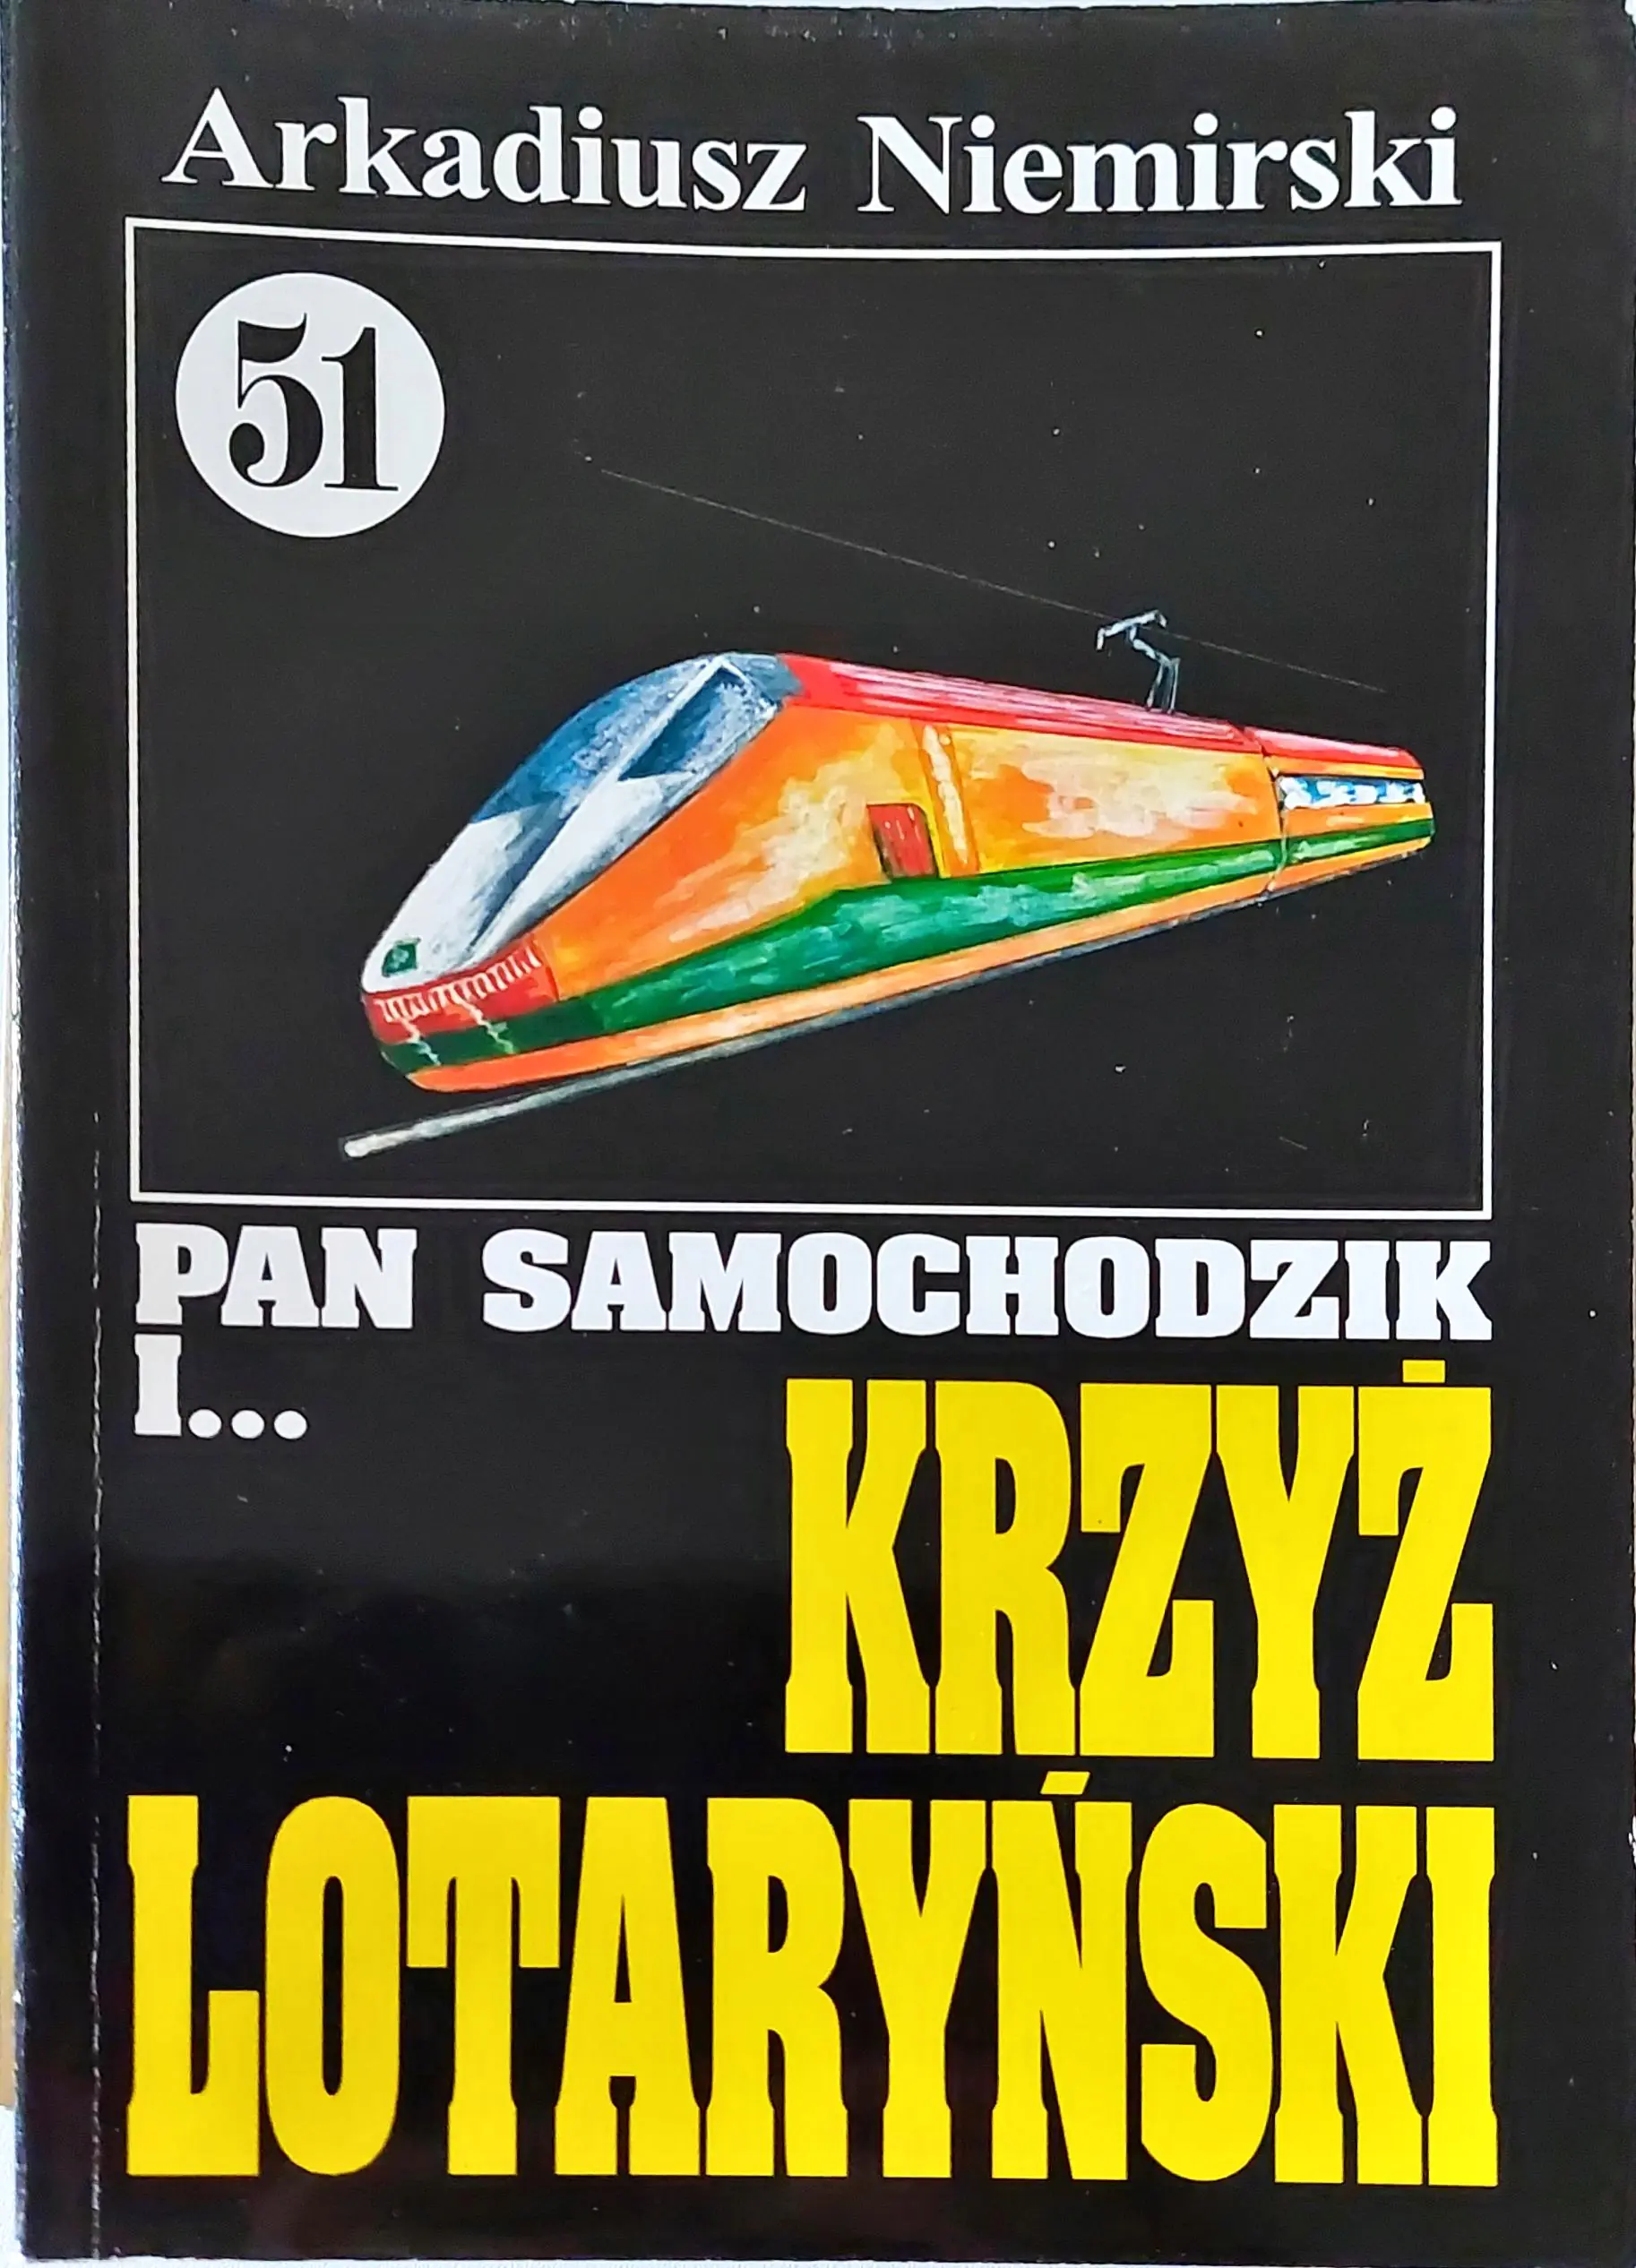 Arkadiusz Niemirski
51
PAN SAMOCHODZIK
I...
KRZYŻ
LOTARYŃSKI